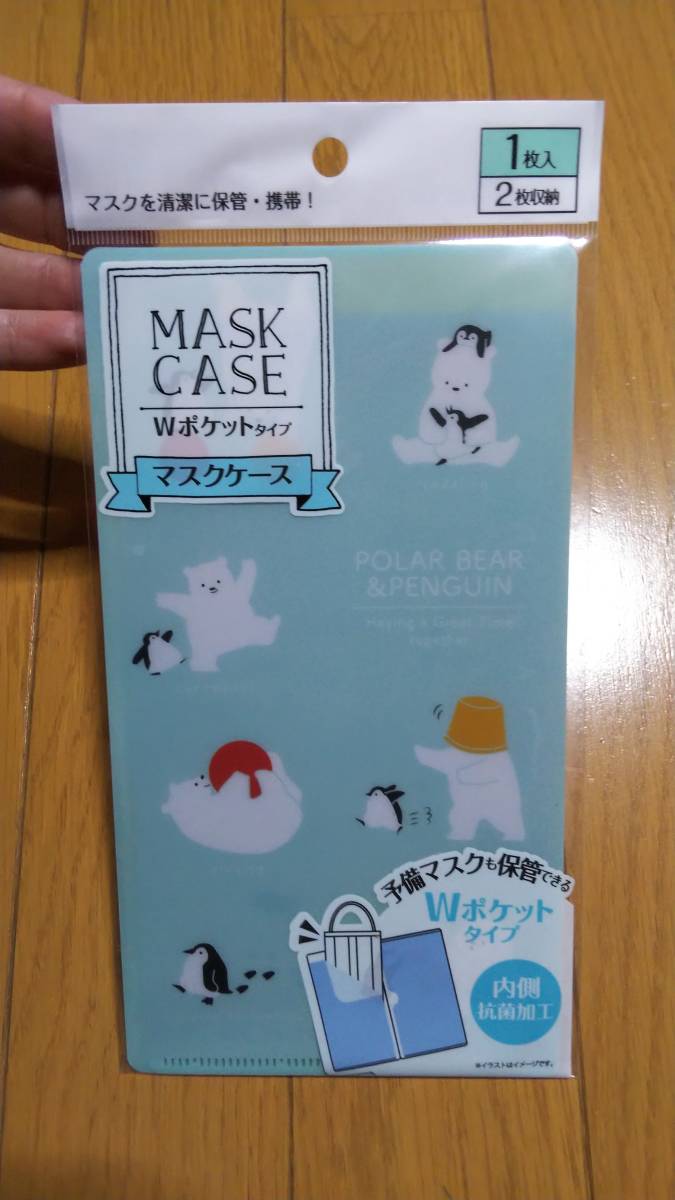 マスクを清潔に保管・携帯！
1枚入
2枚収納
MASK
CASE
Wポケットタイプ
マスクケース
POLAR BEAR
&PENGUIN
Having a Great Time
together
予備マスクも保管できる
Wポケット
タイプ
内側
抗菌加工
※イラストはイメージです。